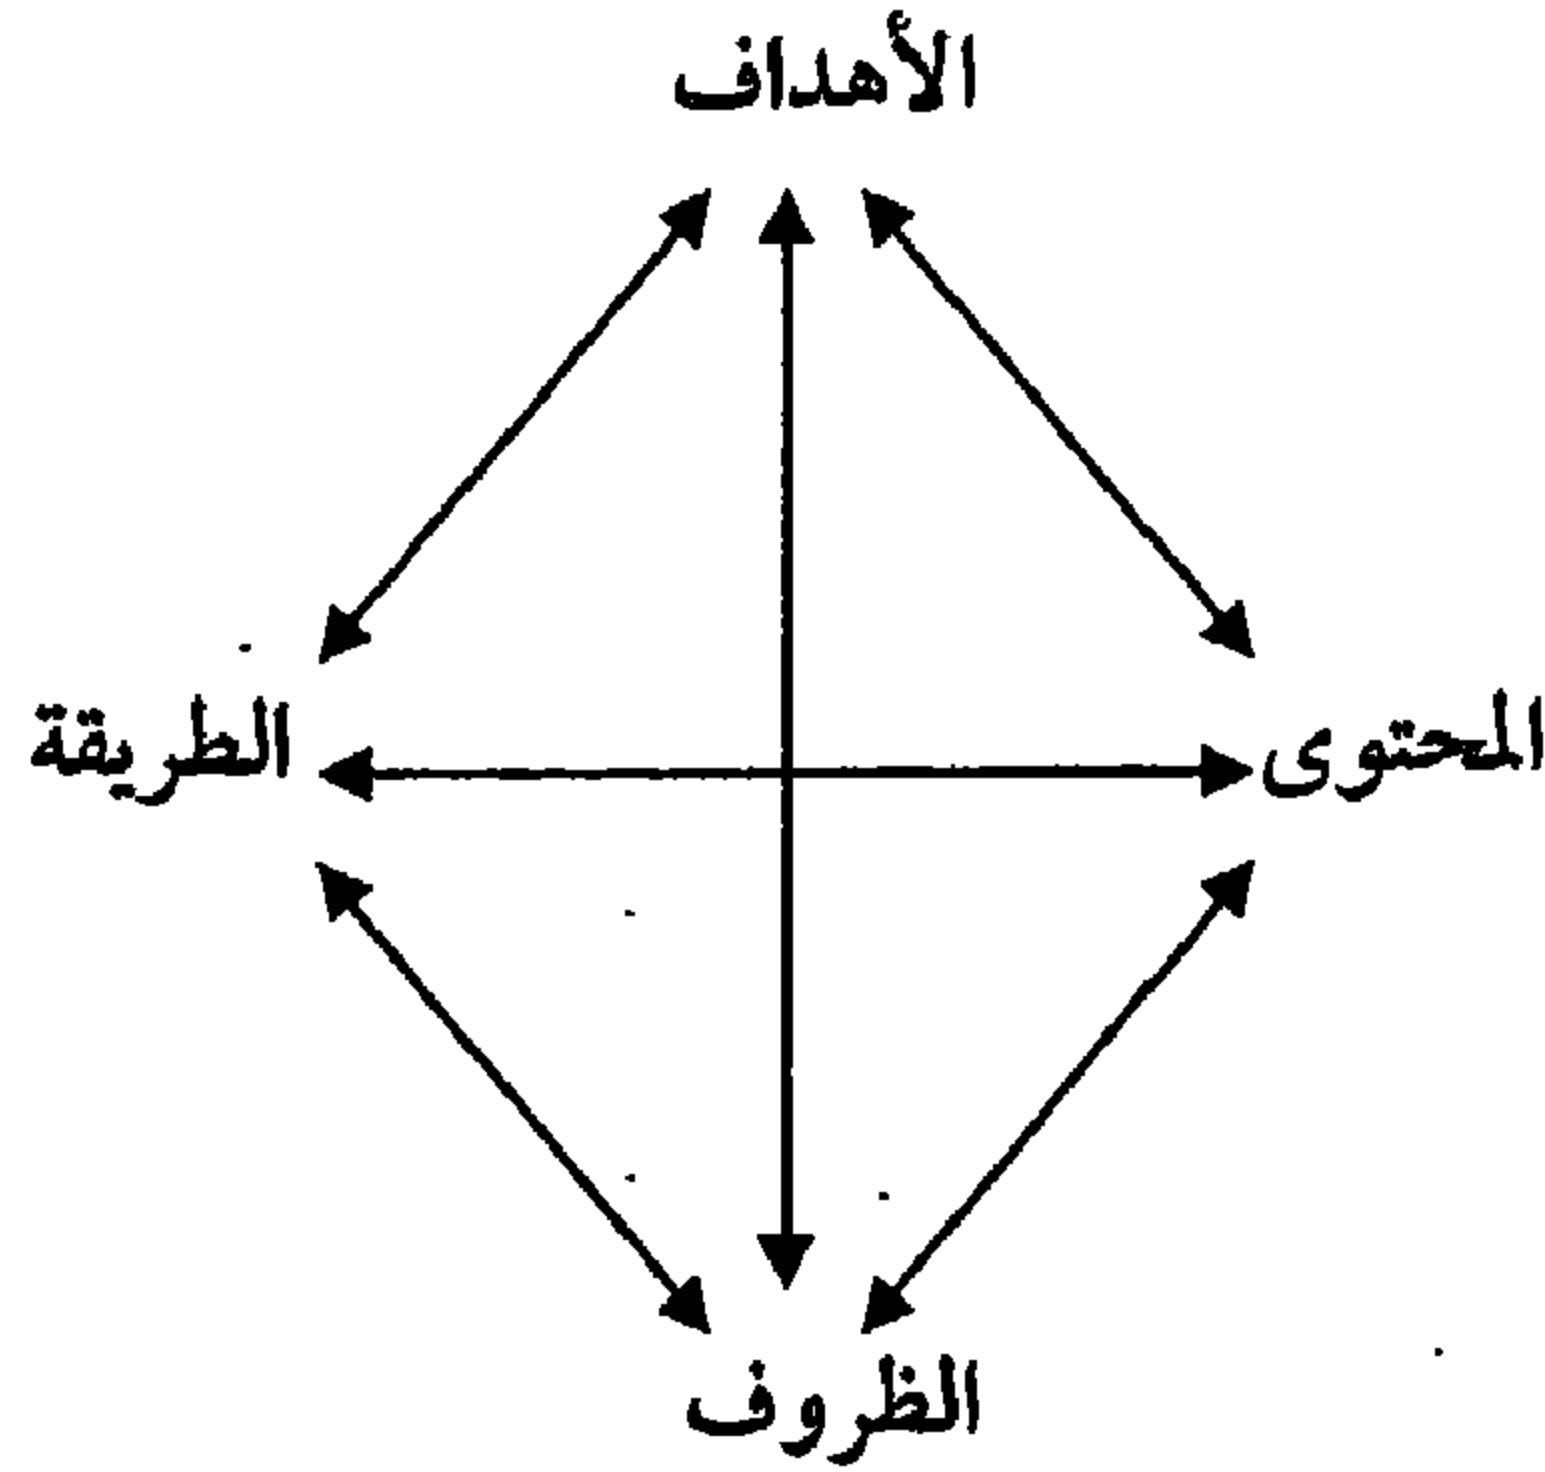 الأهداف
المحتوى
الطريقة
الظروف